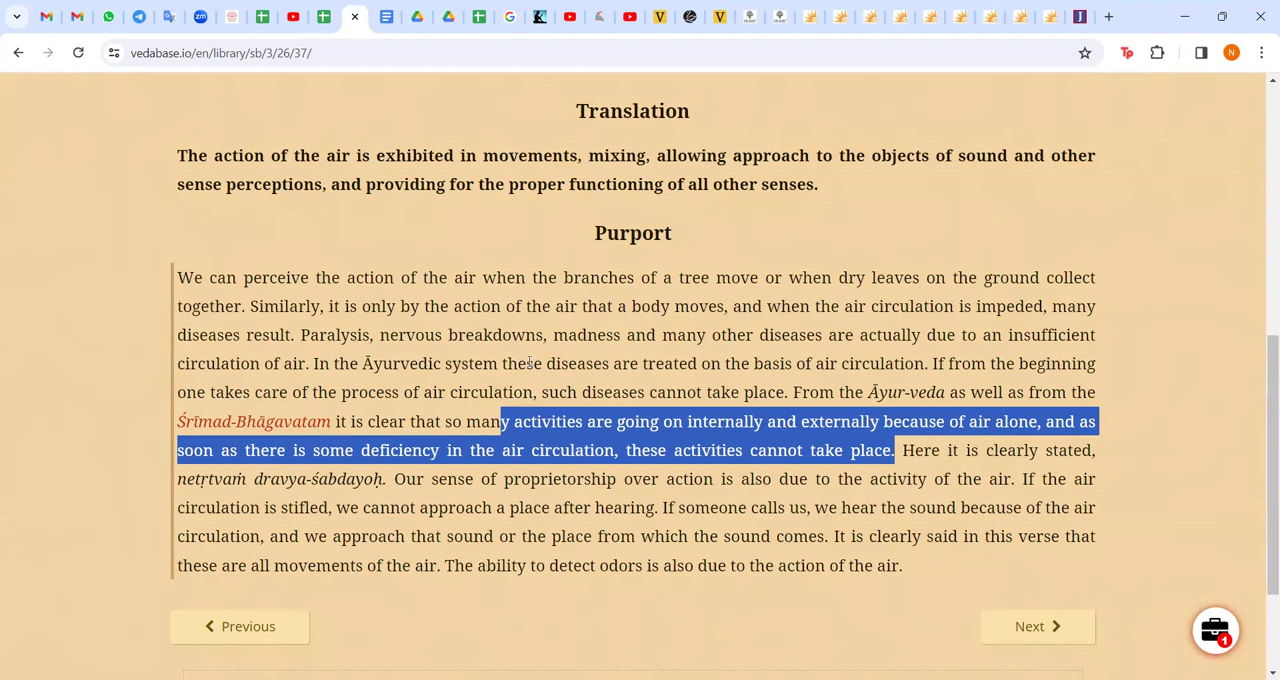 vedabase.io/en/library/sb/3/26/37/
Translation
The action of the air is exhibited in movements, mixing, allowing approach to the objects of sound and other
sense perceptions, and providing for the proper functioning of all other senses.
Purport
We can perceive the action of the air when the branches of a tree move or when dry leaves on the ground collect
together. Similarly, it is only by the action of the air that a body moves, and when the air circulation is impeded, many
diseases result. Paralysis, nervous breakdowns, madness and many other diseases are actually due to an insufficient
circulation of air. In the Āyurvedic system these diseases are treated on the basis of air circulation. If from the beginning
one takes care of the process of air circulation, such diseases cannot take place. From the Āyur-veda as well as from the
Śrīmad-Bhāgavatam it is clear that so many activities are going on internally and externally because of air alone, and as
soon as there is some deficiency in the air circulation, these activities cannot take place. Here it is clearly stated,
netṛtvaṁ dravya-śabdayoḥ. Our sense of proprietorship over action is also due to the activity of the air. If the air
circulation is stifled, we cannot approach a place after hearing. If someone calls us, we hear the sound because of the air
circulation, and we approach that sound or the place from which the sound comes. It is clearly said in this verse that
these are all movements of the air. The ability to detect odors is also due to the action of the air.
Previous
Next
1